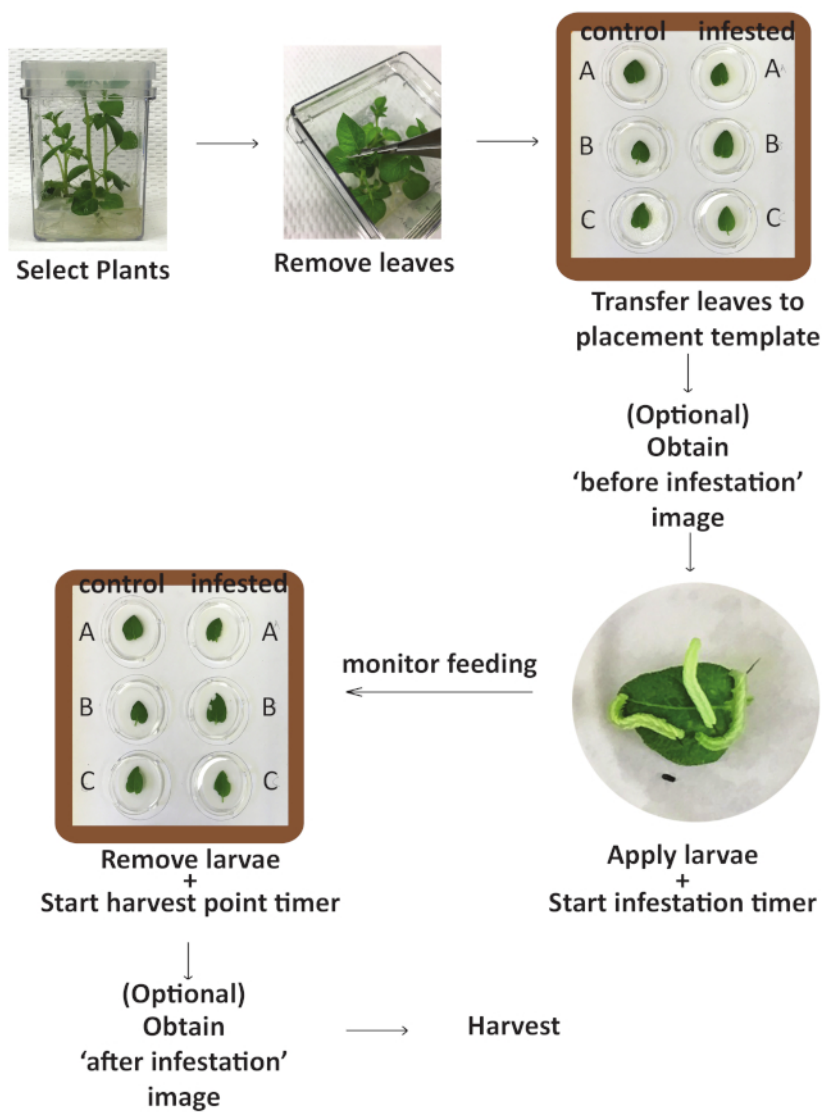 Select Plants
Remove leaves
control infested
A A
B B
C C
Transfer leaves to
placement template
(Optional)
Obtain
‘before infestation’
image
Apply larvae
+
Start infestation timer
monitor feeding
control infested
A A
B B
C C
Remove larvae
+
Start harvest point timer
(Optional)
Obtain
‘after infestation’
image
Harvest